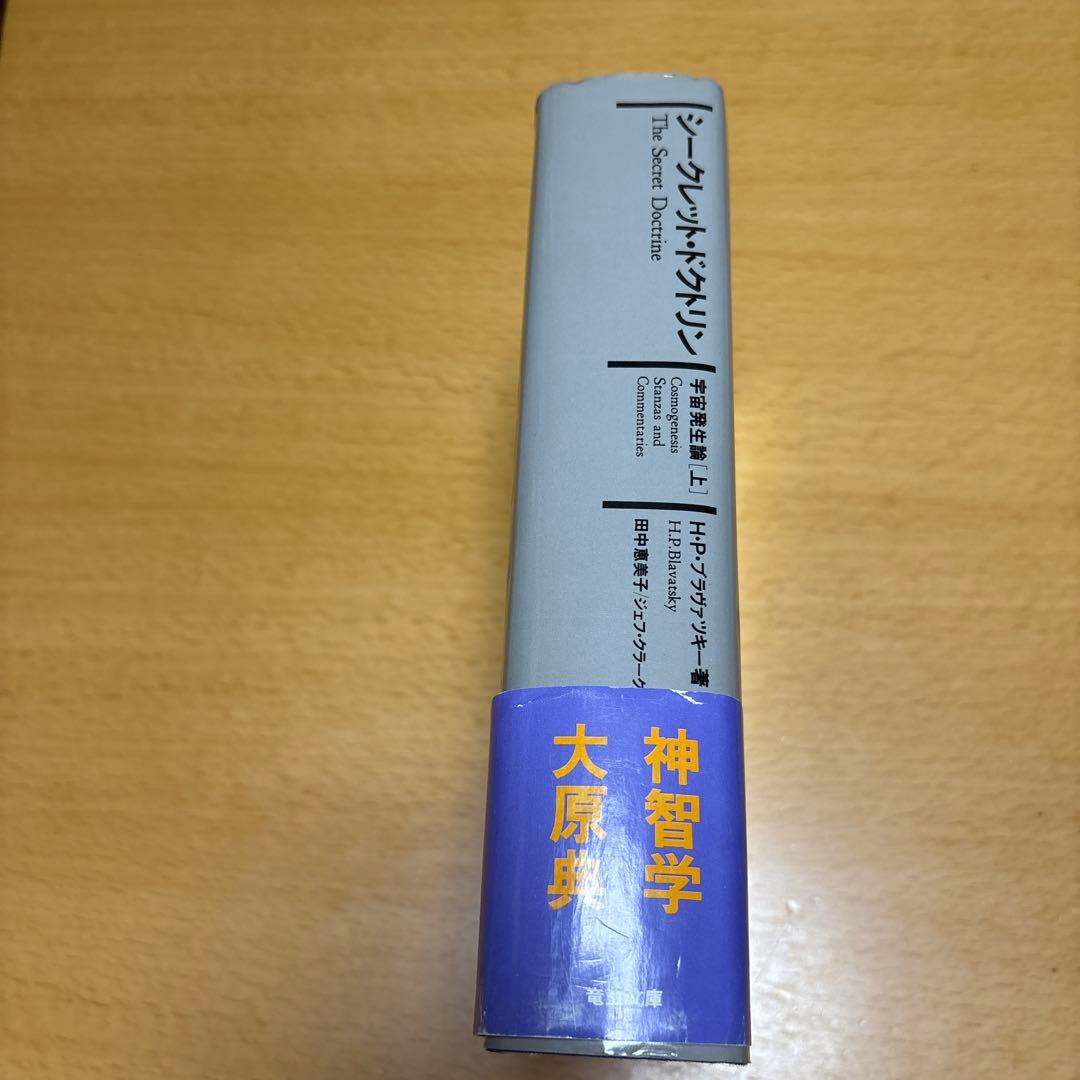 シークレット・ドクトリン
The Secret Doctrine
宇宙発生論[上]
Cosmogenesis
Stanzas and
Commentaries
H・P・ブラヴァツキー著
H.P.Blavatsky
田中恵美子/ジェフ・クラーク
神智学
大原典